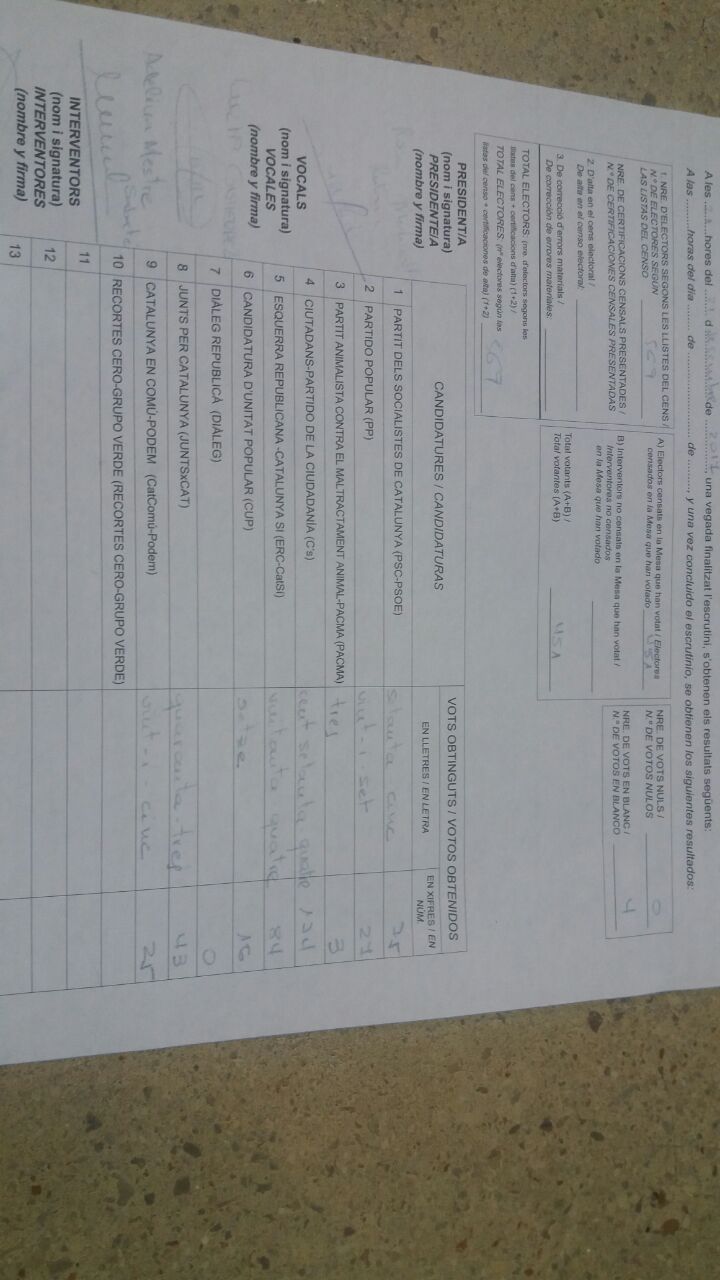 A les ........ hores del ........ d desembre de 2017, una vegada finalitzat l'escrutini, s'obtenen els resultats següents:
A las ........ horas del día ........ de ........................ de ........, y una vez concluido el escrutinio, se obtienen los siguientes resultados:
1. NRE. D'ELECTORS SEGONS LES LLISTES DEL CENS /
N.º DE ELECTORES SEGÚN
LAS LISTAS DEL CENSO 567
NRE. DE CERTIFICACIONS CENSALS PRESENTADES /
N.º DE CERTIFICACIONES CENSALES PRESENTADAS
2. D'alta en el cens electoral /
De alta en el censo electoral:
3. De correcció d'errors materials /
De corrección de errores materiales:
TOTAL ELECTORS. (nre. d'electors segons les
llistes del cens + certificacions d'alta) (1+2) /
TOTAL ELECTORES. (nº electores según las
listas del censo + certificaciones de alta) (1+2) 567
A) Electors censats en la Mesa que han votat / Electores
censados en la Mesa que han votado 451
B) Interventors no censats en la Mesa que han votat /
Interventores no censados
en la Mesa que han votado
Total votants (A+B) /
Total votantes (A+B) 451
NRE. DE VOTS NULS /
N.º DE VOTOS NULOS 0
NRE. DE VOTS EN BLANC /
N.º DE VOTOS EN BLANCO 4
PRESIDENT/A
(nom i signatura)
PRESIDENTE/A
(nombre y firma)
VOCALS
(nom i signatura)
VOCALES
(nombre y firma)
Mestre
INTERVENTORS
(nom i signatura)
INTERVENTORES
(nombre y firma)
CANDIDATURES / CANDIDATURAS
VOTS OBTINGUTS / VOTOS OBTENIDOS
EN LLETRES / EN LETRA
EN XIFRES / EN
NÚM.
1 PARTIT DELS SOCIALISTES DE CATALUNYA (PSC-PSOE) setanta cinc 75
2 PARTIDO POPULAR (PP) vint-i set 27
3 PARTIT ANIMALISTA CONTRA EL MALTRACTAMENT ANIMAL-PACMA (PACMA) tres 3
4 CIUTADANS-PARTIDO DE LA CIUDADANÍA (C's) cent setanta quatre 174
5 ESQUERRA REPUBLICANA -CATALUNYA SI (ERC-CatSí) vuitanta quatre 84
6 CANDIDATURA D'UNITAT POPULAR (CUP) setze 16
7 DIÀLEG REPUBLICÀ (DIÀLEG) 0
8 JUNTS PER CATALUNYA (JUNTSxCAT) quaranta-tres 43
9 CATALUNYA EN COMÚ-PODEM (CatComú-Podem) vint-i-cinc 25
10 RECORTES CERO-GRUPO VERDE (RECORTES CERO-GRUPO VERDE)
11
12
13